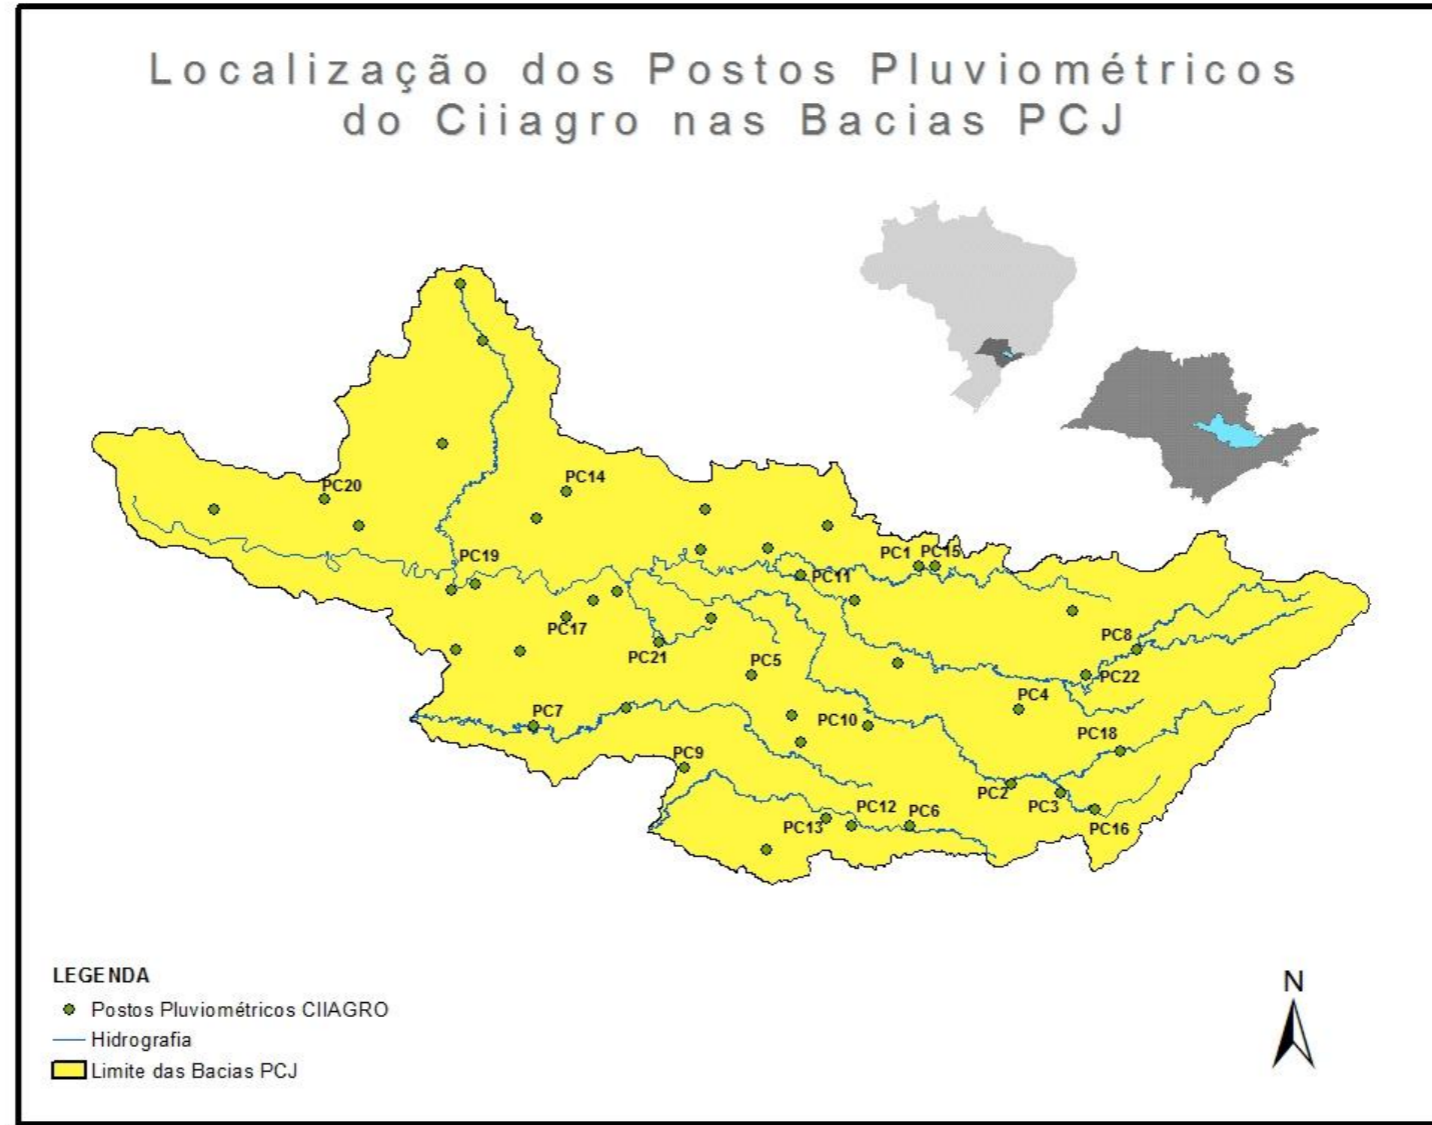 Localização dos Postos Pluviométricos
do Ciiagro nas Bacias PCJ
PC14
PC20
PC19
PC1
PC15
PC11
PC17
PC21
PC8
PC5
PC22
PC4
PC7
PC10
PC18
PC9
PC2
PC3
PC12
PC6
PC13
PC16
LEGENDA
Postos Pluviométricos CIIAGRO
Hidrografia
Limite das Bacias PCJ
N